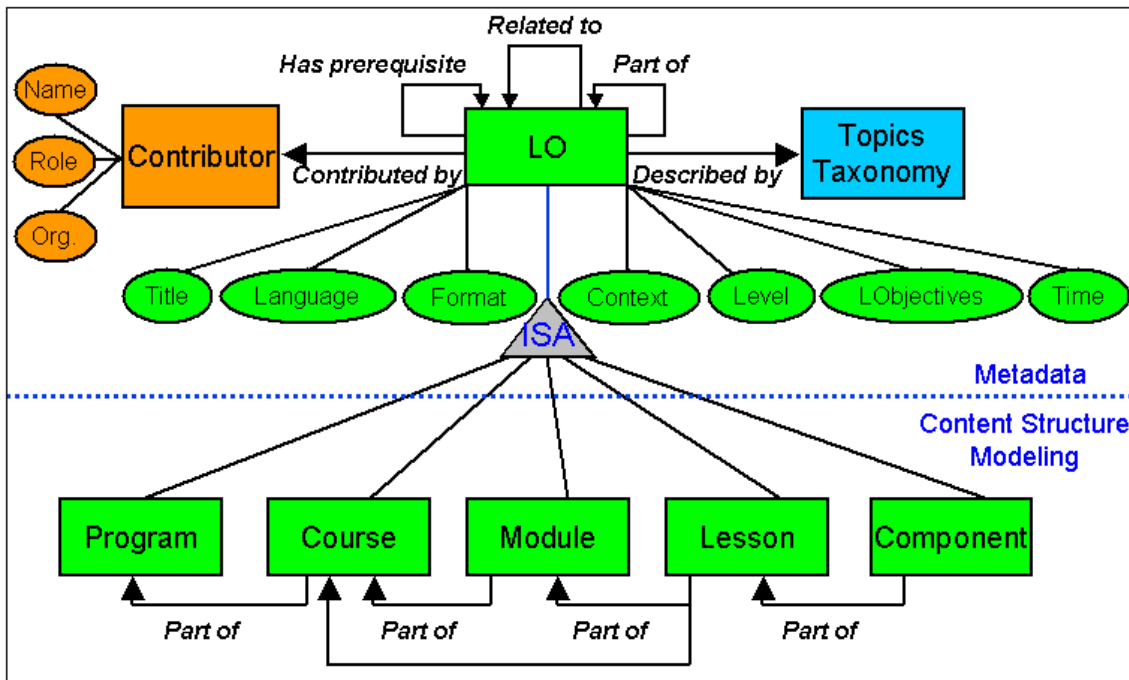 Related to
Has prerequisite
Part of
Name
Role
Org.
Contributor
LO
Topics
Taxonomy
Contributed by
Described by
Title
Language
Format
Context
Level
LObjectives
Time
ISA
Metadata
Content Structure
Modeling
Program
Course
Module
Lesson
Component
Part of
Part of
Part of
Part of